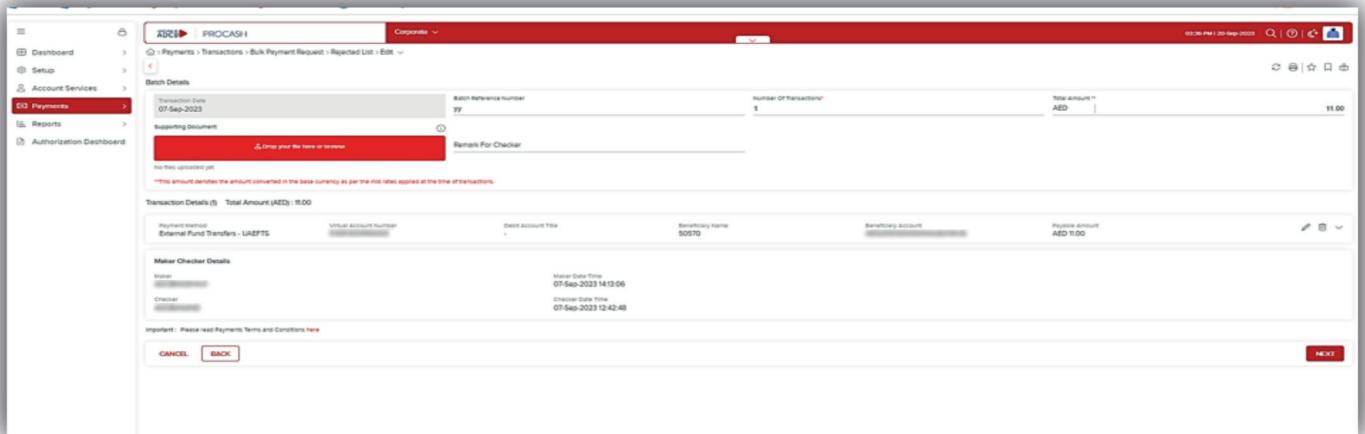 ADCB PROCASH
Corporate
03:36 PM | 20-Sep-2023
Dashboard
Setup
Account Services
Payments
Reports
Authorization Dashboard
> Payments > Transactions > Bulk Payment Request > Rejected List > Edit
Batch Details
Transaction Date
07-Sep-2023
Batch Reference Number
yy
Number Of Transactions*
1
Total Amount **
AED 11.00
Supporting Document
Drop your file here or browse
Remark For Checker
No files uploaded yet
**This amount denotes the amount converted in the base currency as per the mid rates applied at the time of transactions.
Transaction Details (1) Total Amount (AED) : 11.00
Payment Method
External Fund Transfers - UAEFTS
Virtual Account Number
Debit Account Title
-
Beneficiary Name
50570
Beneficiary Account
Payable Amount
AED 11.00
Maker Checker Details
Maker
Maker Date Time
07-Sep-2023 14:13:06
Checker
Checker Date Time
07-Sep-2023 12:42:48
Important : Please read Payments Terms and Conditions here
CANCEL BACK NEXT